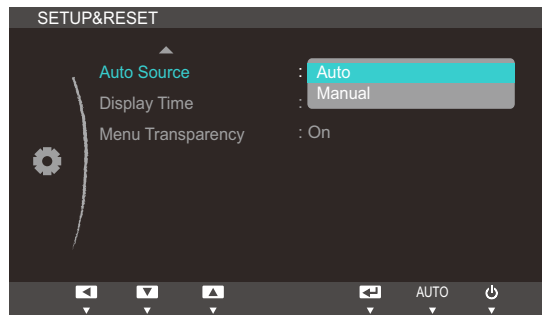 SETUP&RESET
Auto Source : Auto
Manual
Display Time :
Menu Transparency : On
AUTO